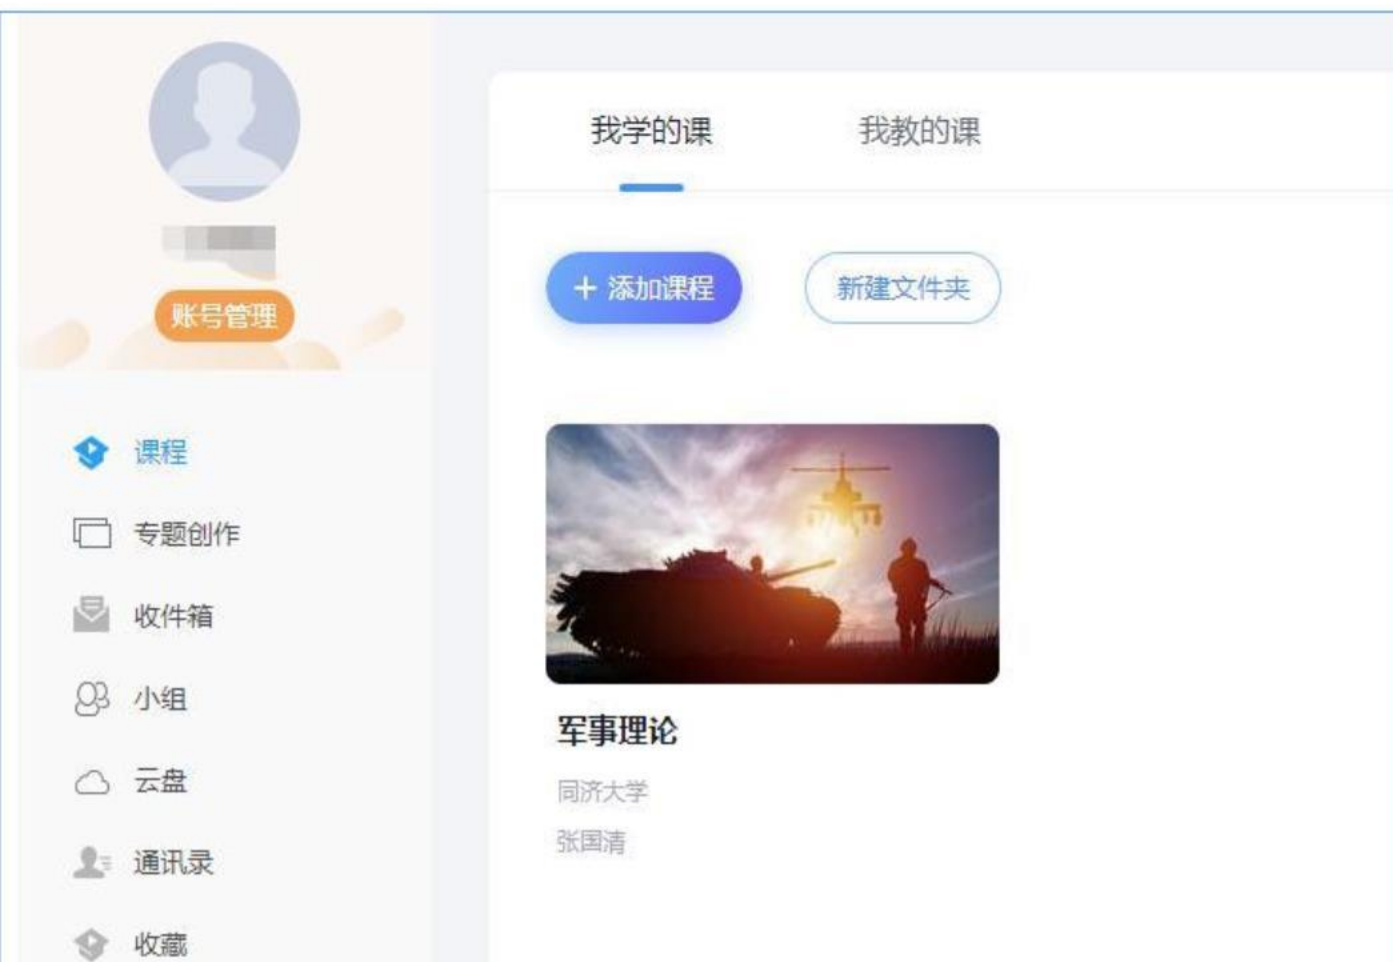 我学的课
我教的课
+ 添加课程
新建文件夹
账号管理
课程
专题创作
收件箱
小组
云盘
通讯录
收藏
军事理论
同济大学
张国清